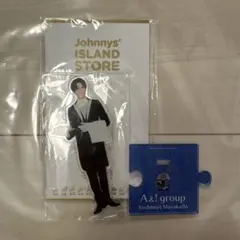 Johnnys'
ISLAND
STORE
Aぇ! group